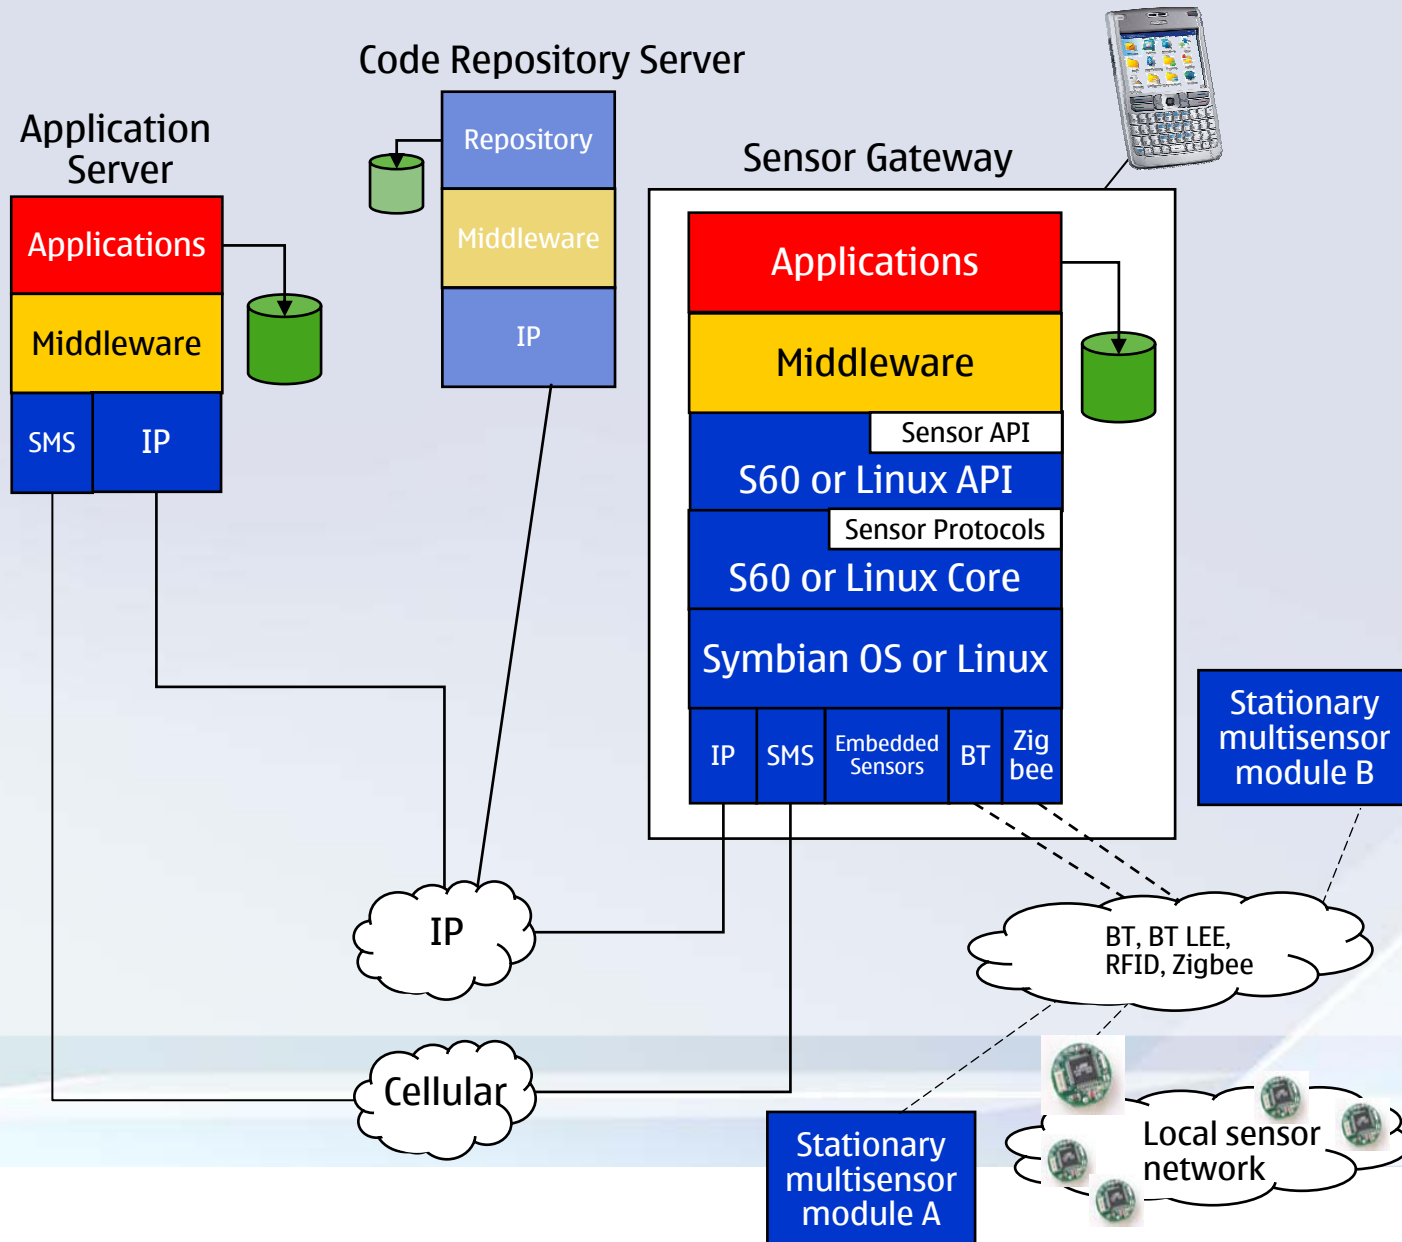 Code Repository Server
Application
Server
Applications
Middleware
SMS
IP
Repository
Middleware
IP
Sensor Gateway
Applications
Middleware
Sensor API
S60 or Linux API
Sensor Protocols
S60 or Linux Core
Symbian OS or Linux
IP
SMS
Embedded
Sensors
BT
Zig
bee
Stationary
multisensor
module B
IP
BT, BT LEE,
RFID, Zigbee
Cellular
Stationary
multisensor
module A
Local sensor
network